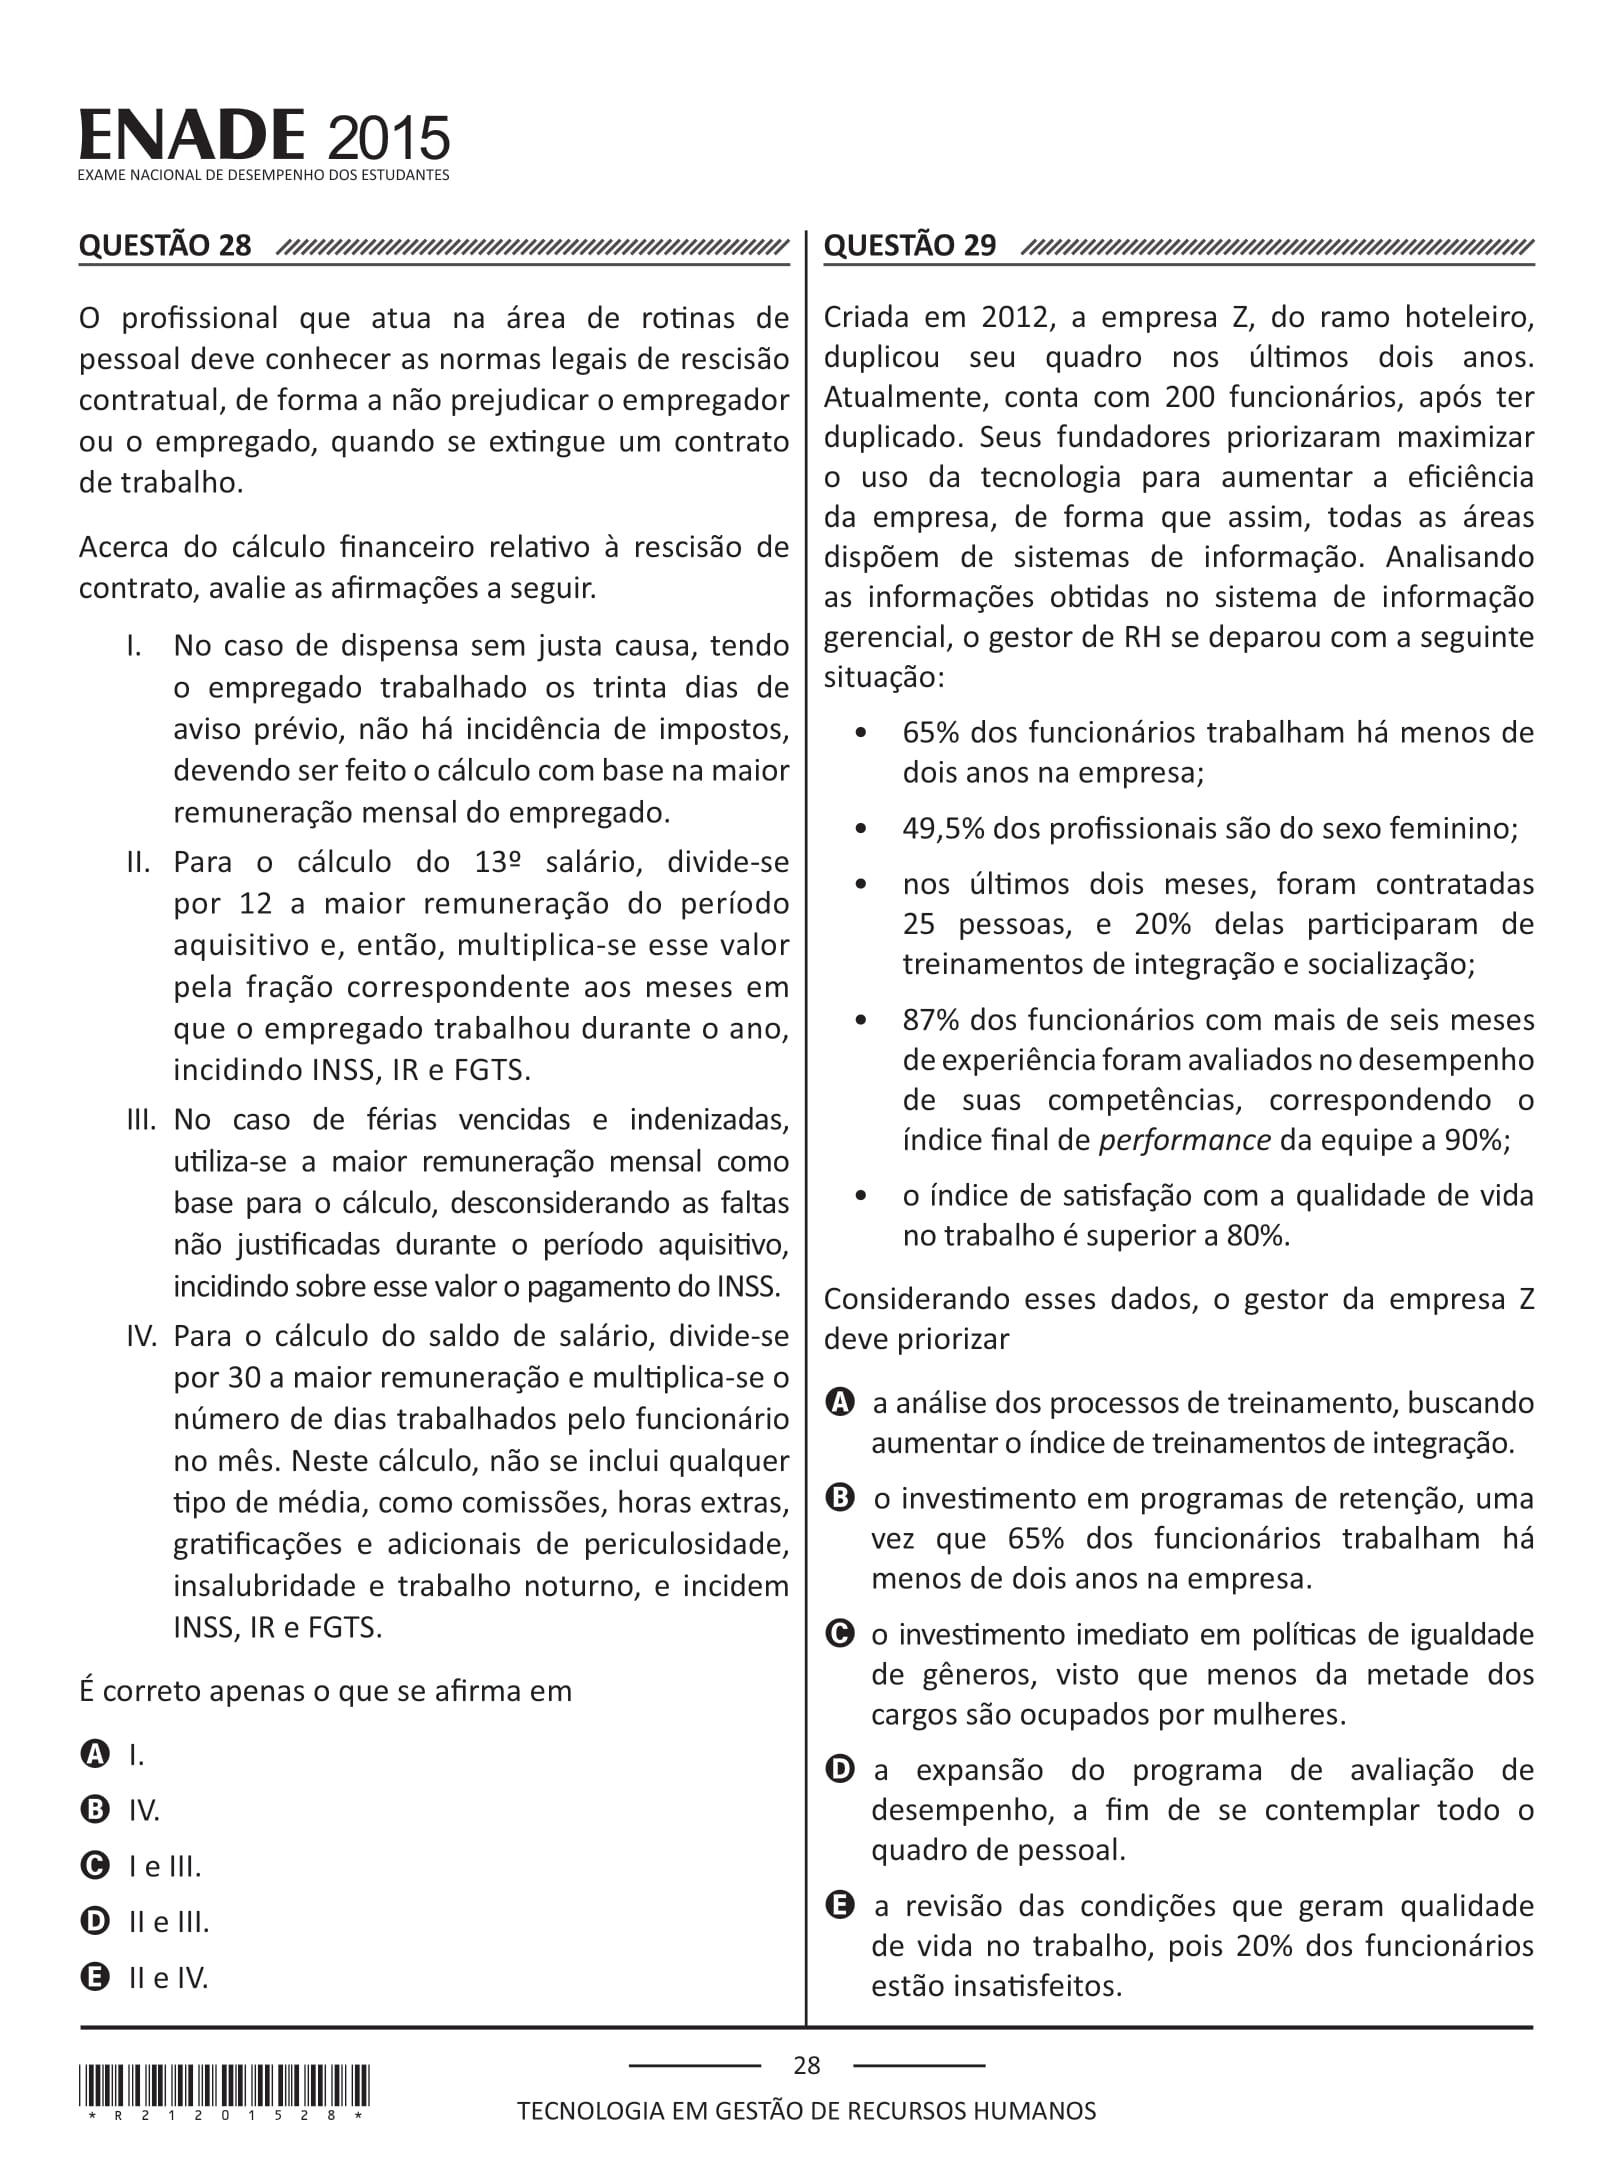 ENADE 2015
EXAME NACIONAL DE DESEMPENHO DOS ESTUDANTES
QUESTÃO 28
O profissional que atua na área de rotinas de
pessoal deve conhecer as normas legais de rescisão
contratual, de forma a não prejudicar o empregador
ou o empregado, quando se extingue um contrato
de trabalho.
Acerca do cálculo financeiro relativo à rescisão de
contrato, avalie as afirmações a seguir.
I. No caso de dispensa sem justa causa, tendo
o empregado trabalhado os trinta dias de
aviso prévio, não há incidência de impostos,
devendo ser feito o cálculo com base na maior
remuneração mensal do empregado.
II. Para o cálculo do 13º salário, divide-se
por 12 a maior remuneração do período
aquisitivo e, então, multiplica-se esse valor
pela fração correspondente aos meses em
que o empregado trabalhou durante o ano,
incidindo INSS, IR e FGTS.
III. No caso de férias vencidas e indenizadas,
utiliza-se a maior remuneração mensal como
base para o cálculo, desconsiderando as faltas
não justificadas durante o período aquisitivo,
incidindo sobre esse valor o pagamento do INSS.
IV. Para o cálculo do saldo de salário, divide-se
por 30 a maior remuneração e multiplica-se o
número de dias trabalhados pelo funcionário
no mês. Neste cálculo, não se inclui qualquer
tipo de média, como comissões, horas extras,
gratificações e adicionais de periculosidade,
insalubridade e trabalho noturno, e incidem
INSS, IR e FGTS.
É correto apenas o que se afirma em
A I.
B IV.
C I e III.
D II e III.
E II e IV.
QUESTÃO 29
Criada em 2012, a empresa Z, do ramo hoteleiro,
duplicou seu quadro nos últimos dois anos.
Atualmente, conta com 200 funcionários, após ter
duplicado. Seus fundadores priorizaram maximizar
o uso da tecnologia para aumentar a eficiência
da empresa, de forma que assim, todas as áreas
dispõem de sistemas de informação. Analisando
as informações obtidas no sistema de informação
gerencial, o gestor de RH se deparou com a seguinte
situação:
• 65% dos funcionários trabalham há menos de
dois anos na empresa;
• 49,5% dos profissionais são do sexo feminino;
• nos últimos dois meses, foram contratadas
25 pessoas, e 20% delas participaram de
treinamentos de integração e socialização;
• 87% dos funcionários com mais de seis meses
de experiência foram avaliados no desempenho
de suas competências, correspondendo o
índice final de performance da equipe a 90%;
• o índice de satisfação com a qualidade de vida
no trabalho é superior a 80%.
Considerando esses dados, o gestor da empresa Z
deve priorizar
A a análise dos processos de treinamento, buscando
aumentar o índice de treinamentos de integração.
B o investimento em programas de retenção, uma
vez que 65% dos funcionários trabalham há
menos de dois anos na empresa.
C o investimento imediato em políticas de igualdade
de gêneros, visto que menos da metade dos
cargos são ocupados por mulheres.
D a expansão do programa de avaliação de
desempenho, a fim de se contemplar todo o
quadro de pessoal.
E a revisão das condições que geram qualidade
de vida no trabalho, pois 20% dos funcionários
estão insatisfeitos.
28
* R 2 1 2 0 1 5 2 8 *
TECNOLOGIA EM GESTÃO DE RECURSOS HUMANOS